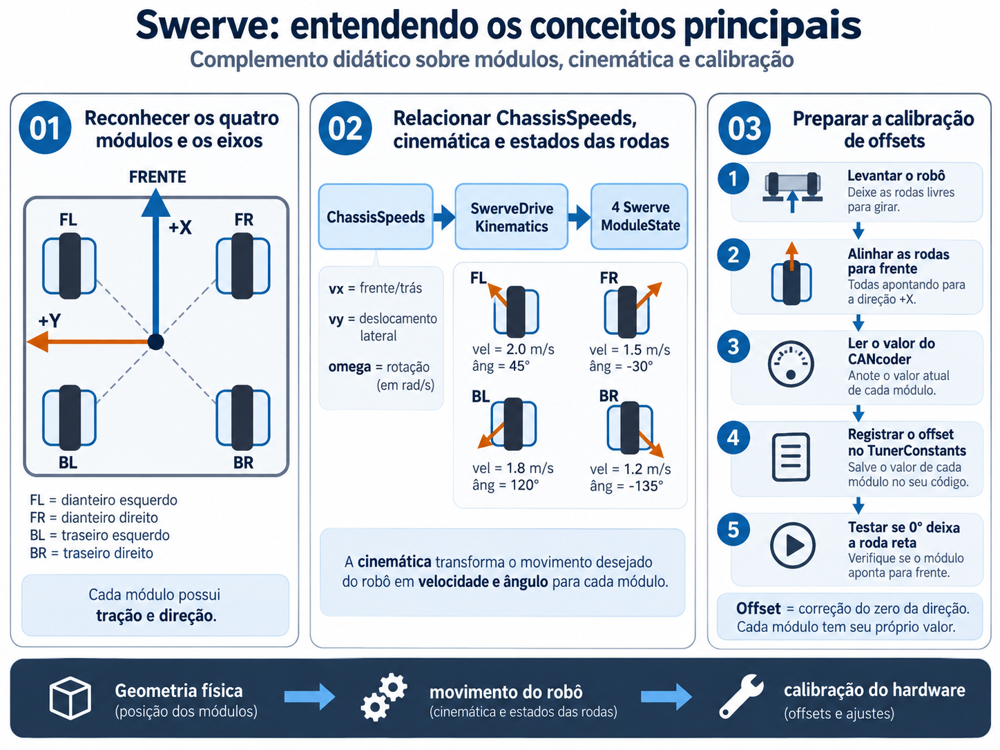 Swerve: entendendo os conceitos principais
Complemento didático sobre módulos, cinemática e calibração
01
Reconhecer os quatro
módulos e os eixos
FRENTE
FL
+X
FR
+Y
BL
BR
FL = dianteiro esquerdo
FR = dianteiro direito
BL = traseiro esquerdo
BR = traseiro direito
Cada módulo possui
tração e direção.
02
Relacionar ChassisSpeeds,
cinemática e estados das rodas
ChassisSpeeds
SwerveDrive
Kinematics
4 Swerve
ModuleState
vx = frente/trás
vy = deslocamento
lateral
omega = rotação
(em rad/s)
FL
vel = 2.0 m/s
âng = 45°
FR
vel = 1.5 m/s
âng = -30°
BL
vel = 1.8 m/s
âng = 120°
BR
vel = 1.2 m/s
âng = -135°
A cinemática transforma o movimento desejado
do robô em velocidade e ângulo para cada módulo.
03
Preparar a calibração
de offsets
1
Levantar o robô
Deixe as rodas livres
para girar.
2
Alinhar as rodas
para frente
Todas apontando para
a direção +X.
3
Ler o valor do
CANcoder
Anote o valor atual
de cada módulo.
4
Registrar o offset
no TunerConstants
Salve o valor de cada
módulo no seu código.
5
Testar se 0° deixa
a roda reta
Verifique se o módulo
aponta para frente.
Offset = correção do zero da direção.
Cada módulo tem seu próprio valor.
Geometria física
(posição dos módulos)
movimento do robô
(cinemática e estados das rodas)
calibração do hardware
(offsets e ajustes)